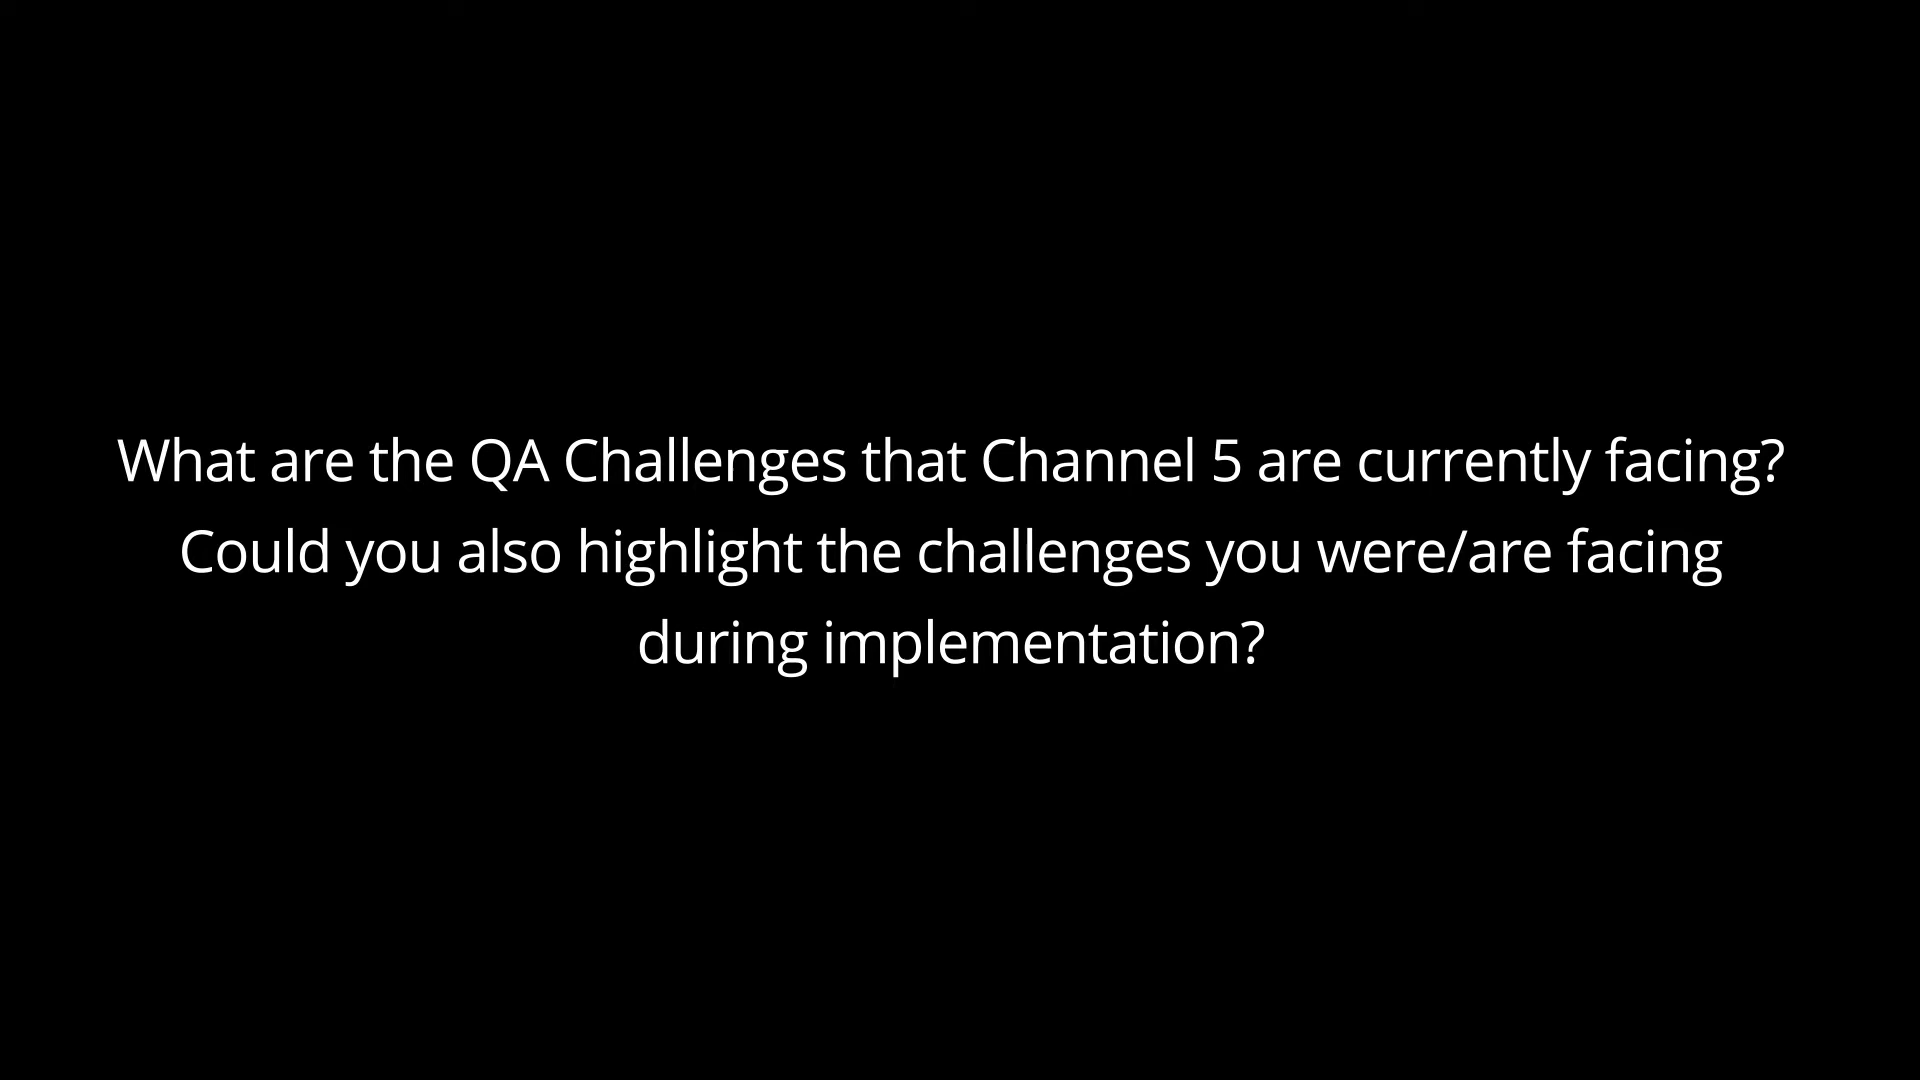 What are the QA Challenges that Channel 5 are currently facing?
Could you also highlight the challenges you were/are facing
during implementation?